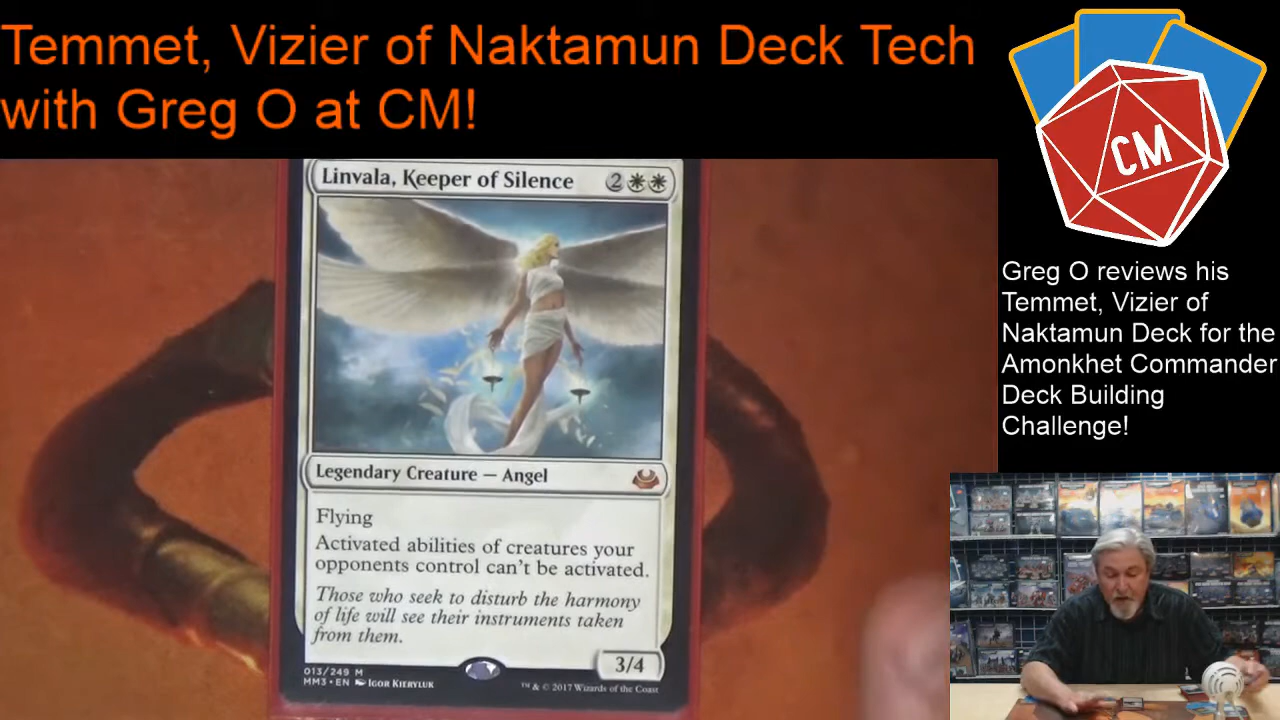 Temmet, Vizier of Naktamun Deck Tech
with Greg O at CM!
CM
Greg O reviews his
Temmet, Vizier of
Naktamun Deck for the
Amonkhet Commander
Deck Building
Challenge!
Linvala, Keeper of Silence 2
Legendary Creature — Angel
Flying
Activated abilities of creatures your
opponents control can't be activated.
Those who seek to disturb the harmony
of life will see their instruments taken
from them.
3/4
013/249 M
MM3 • EN Igor Kieryluk
™ & © 2017 Wizards of the Coast